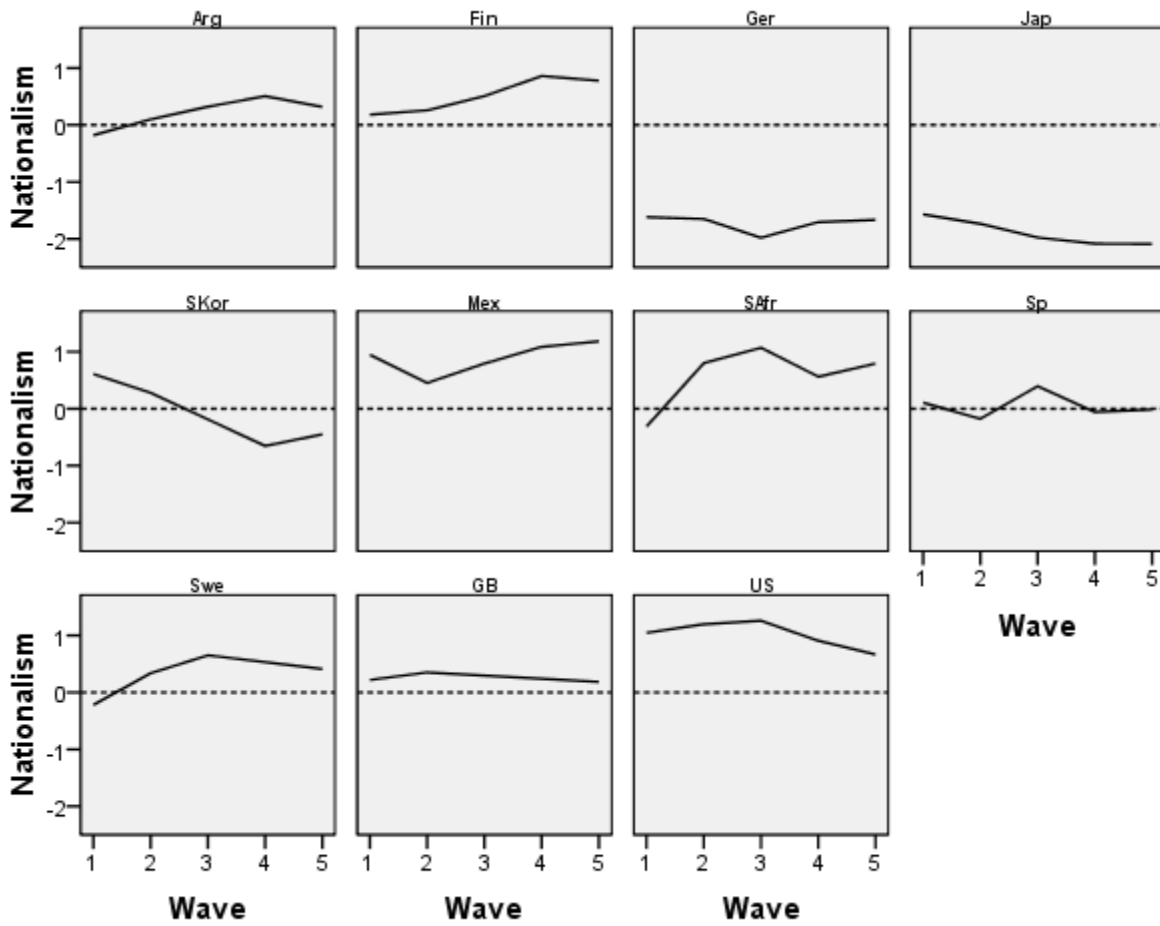 Arg Fin Ger Jap
Nationalism
1
0
-1
-2
SKor Mex SAfr Sp
Nationalism
1
0
-1
-2
1 2 3 4 5
Wave
Swe GB US
Nationalism
1
0
-1
-2
1 2 3 4 5 1 2 3 4 5 1 2 3 4 5
Wave Wave Wave